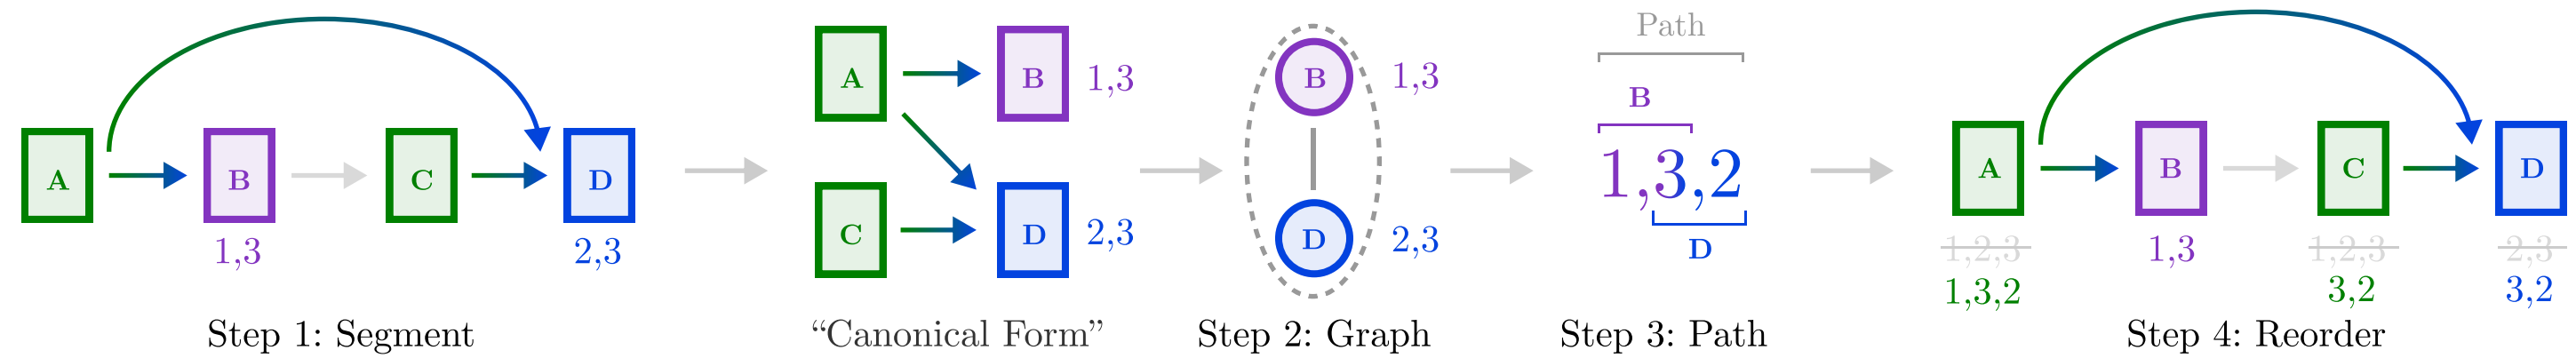 A
B
C
D
1,3
2,3
Step 1: Segment
A
B
1,3
C
D
2,3
“Canonical Form”
B
1,3
D
2,3
Step 2: Graph
Path
B
1,3,2
D
Step 3: Path
A
B
C
D
1,2,3
1,3
1,2,3
2,3
1,3,2
3,2
3,2
Step 4: Reorder